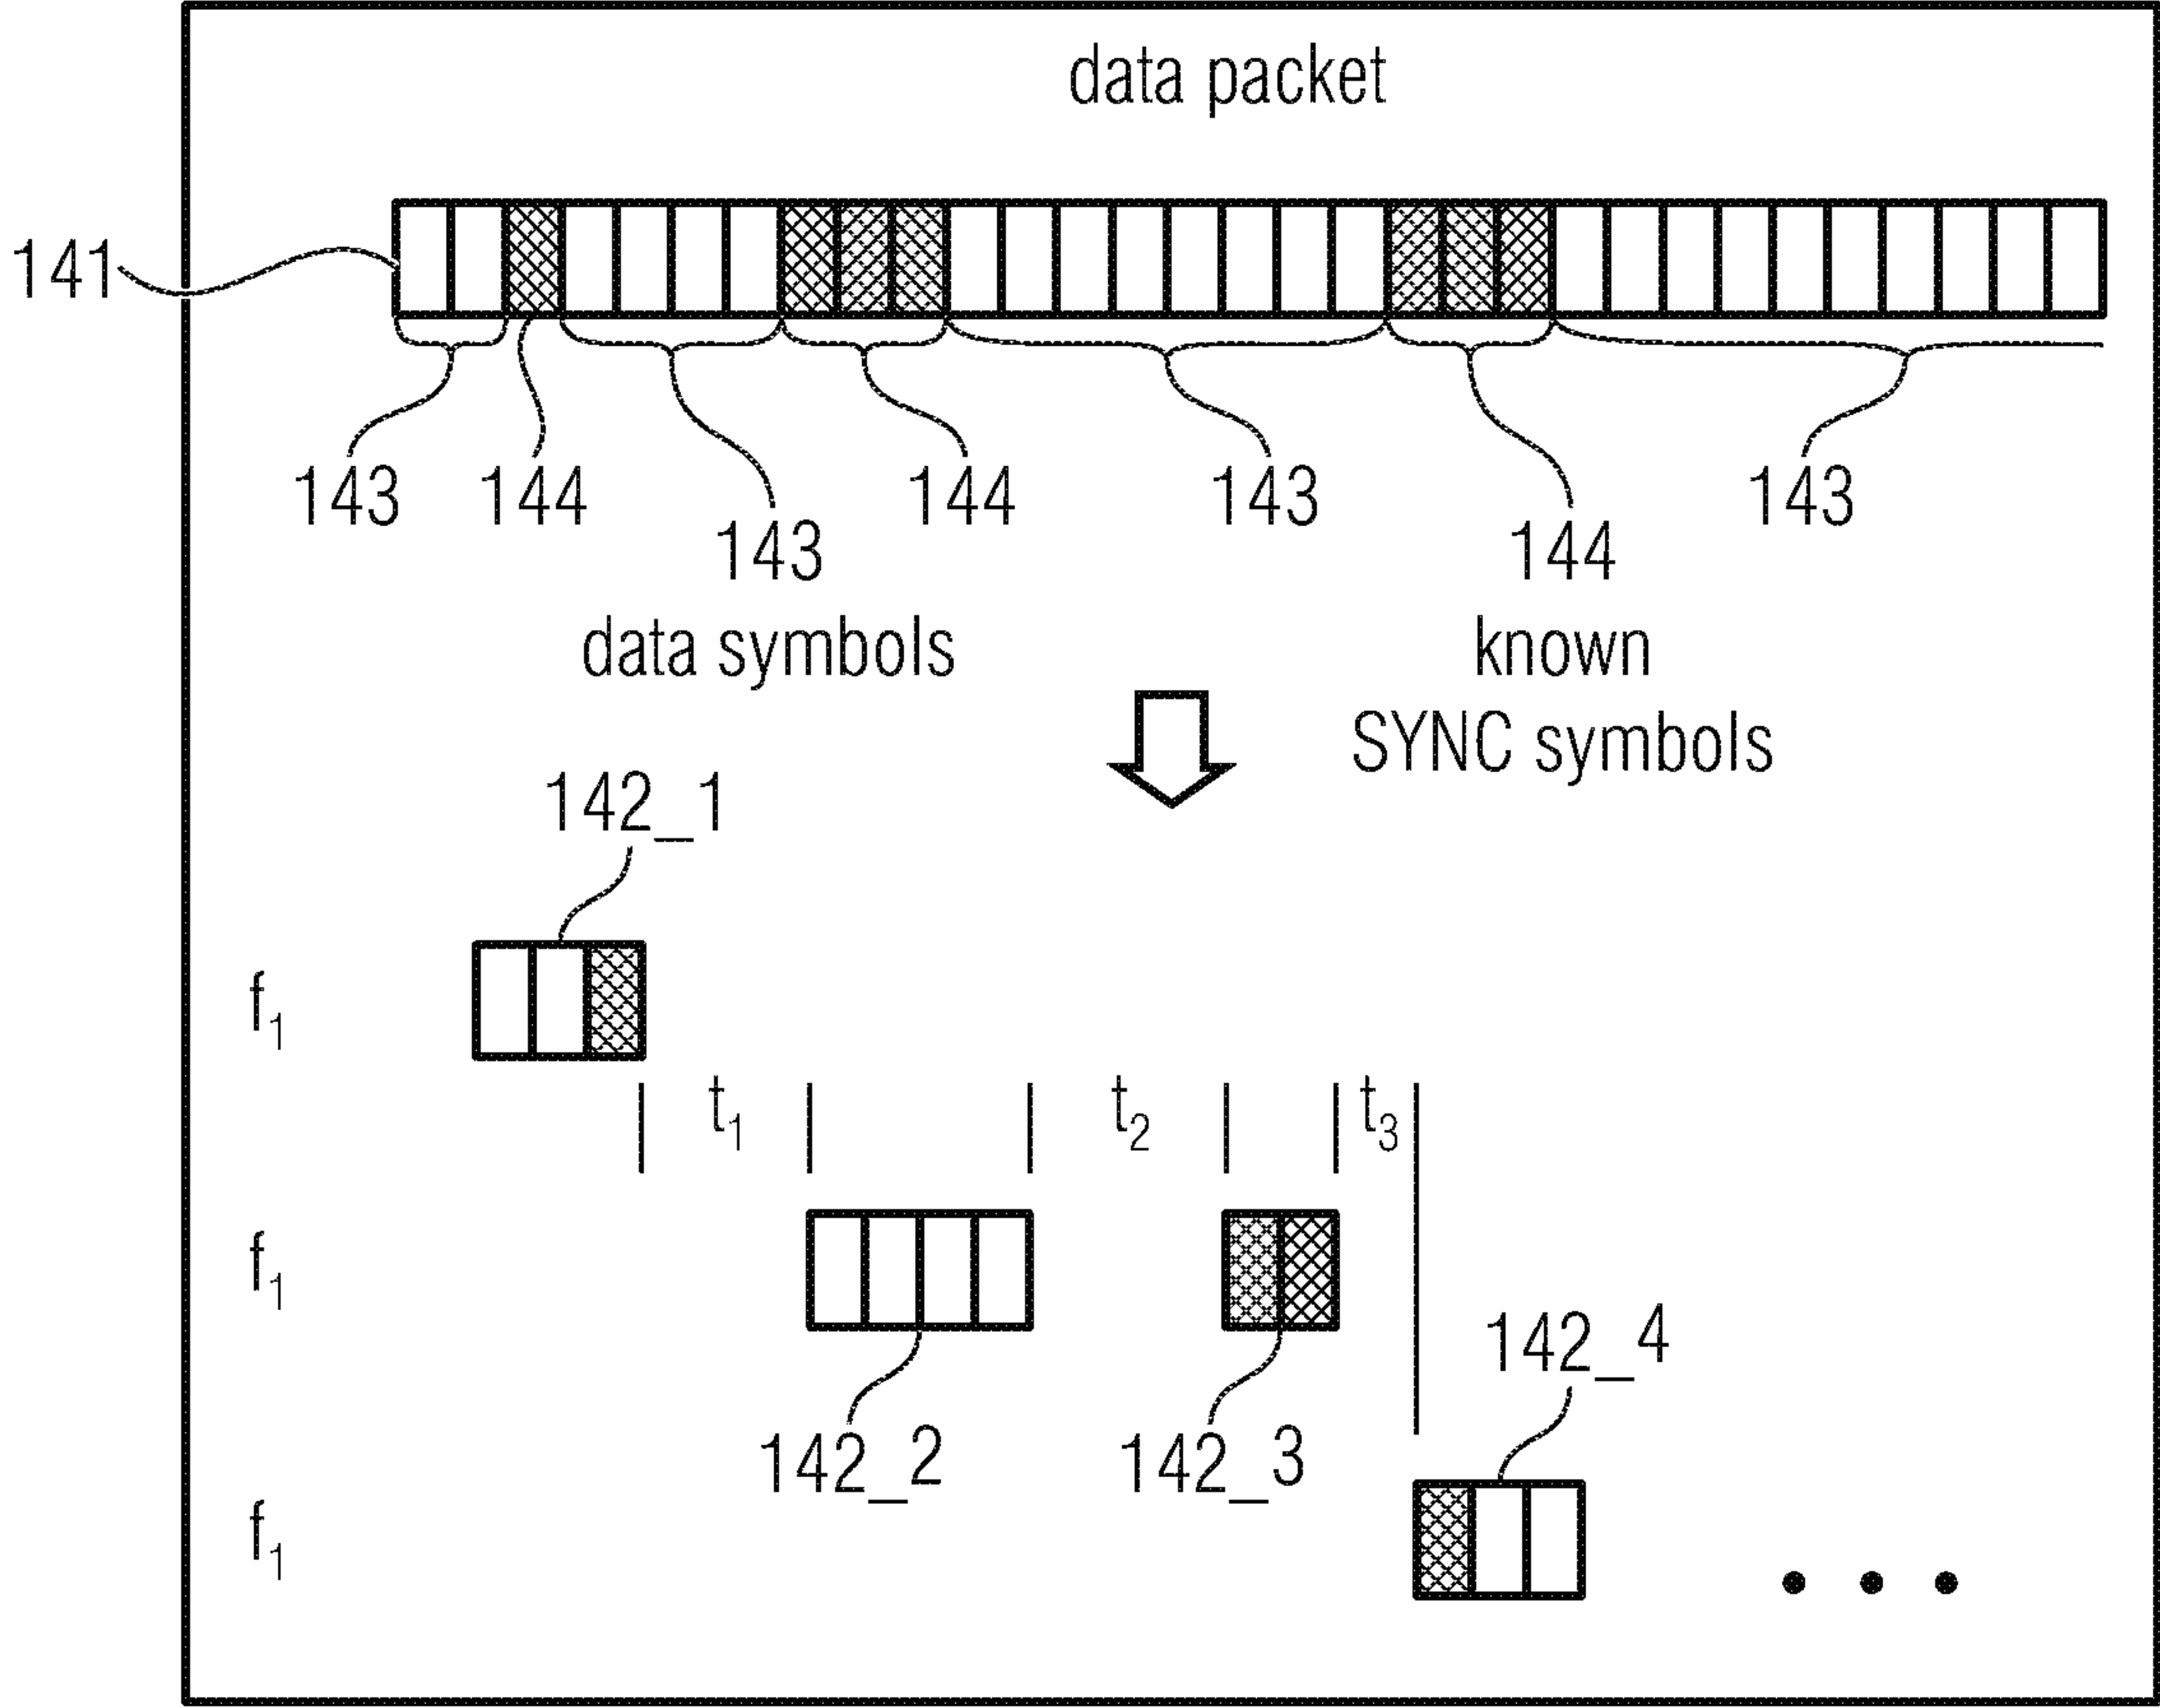 data packet
141
143 144 143 144 143 144 143
data symbols known
SYNC symbols
142_1
f1
t1 t2 t3
f1
142_4
142_2 142_3
f1